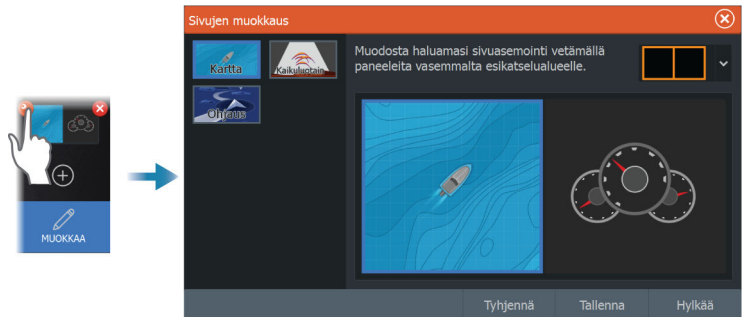 Sivujen muokkaus
Kartta
Kaikuluotain
Ohjaus
Muodosta haluamasi sivuasemointi vetämällä
paneeleita vasemmalta esikatselualueelle.
MUOKKAA
Tyhjennä
Tallenna
Hylkää